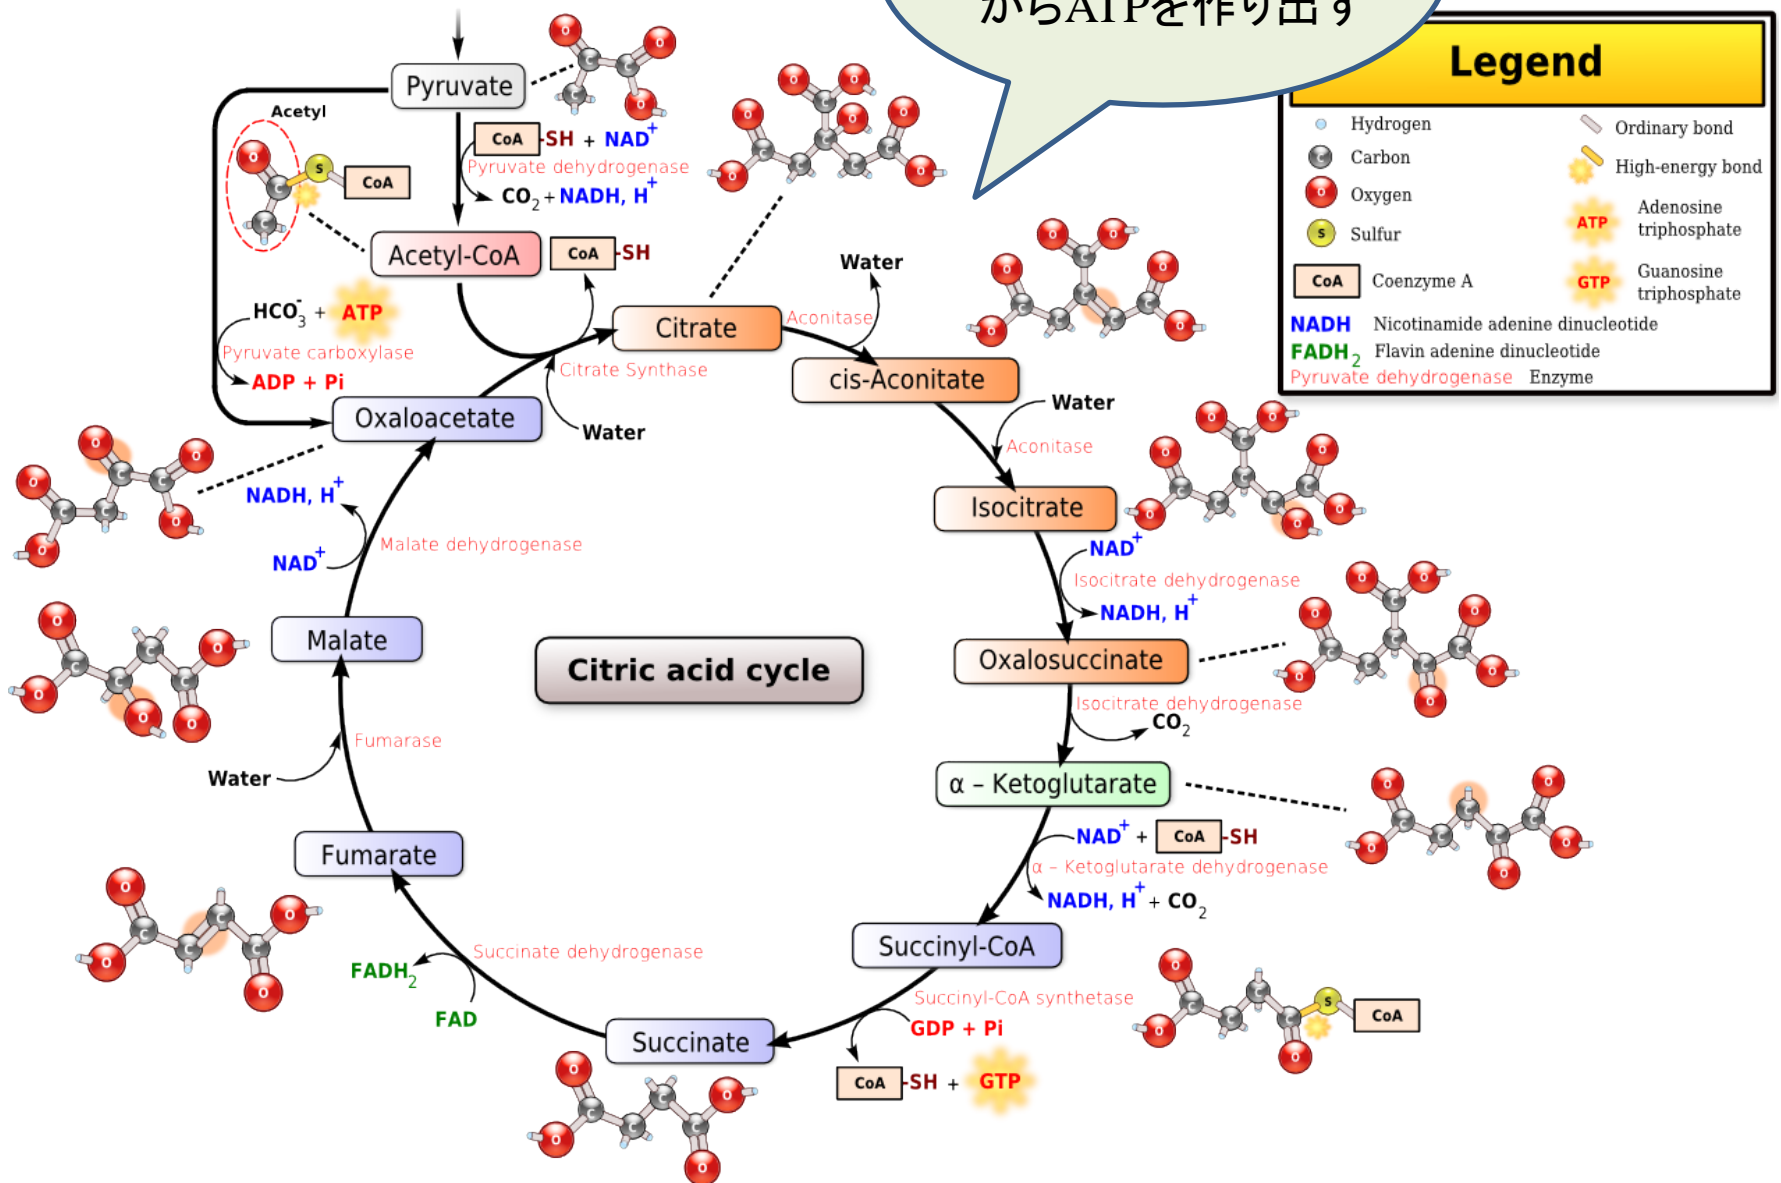 からATPを作り出す
Legend
Hydrogen
Carbon
Oxygen
S Sulfur
CoA Coenzyme A
Ordinary bond
High-energy bond
ATP Adenosine
triphosphate
GTP Guanosine
triphosphate
NADH Nicotinamide adenine dinucleotide
FADH2 Flavin adenine dinucleotide
Pyruvate dehydrogenase Enzyme
Pyruvate
Acetyl
S
CoA
CoA-SH + NAD+
Pyruvate dehydrogenase
CO2 + NADH, H+
Acetyl-CoA
CoA-SH
HCO3- + ATP
Pyruvate carboxylase
ADP + Pi
Citrate
Citrate Synthase
Water
Aconitase
Water
cis-Aconitate
Water
Aconitase
Isocitrate
NAD+
Isocitrate dehydrogenase
NADH, H+
Oxalosuccinate
Isocitrate dehydrogenase
CO2
α – Ketoglutarate
NAD+ + CoA-SH
α – Ketoglutarate dehydrogenase
NADH, H+ + CO2
Succinyl-CoA
Succinyl-CoA synthetase
GDP + Pi
CoA-SH + GTP
S
CoA
Succinate
Succinate dehydrogenase
FADH2
FAD
Fumarate
Fumarase
Water
Malate
Malate dehydrogenase
NAD+
NADH, H+
Oxaloacetate
Citric acid cycle